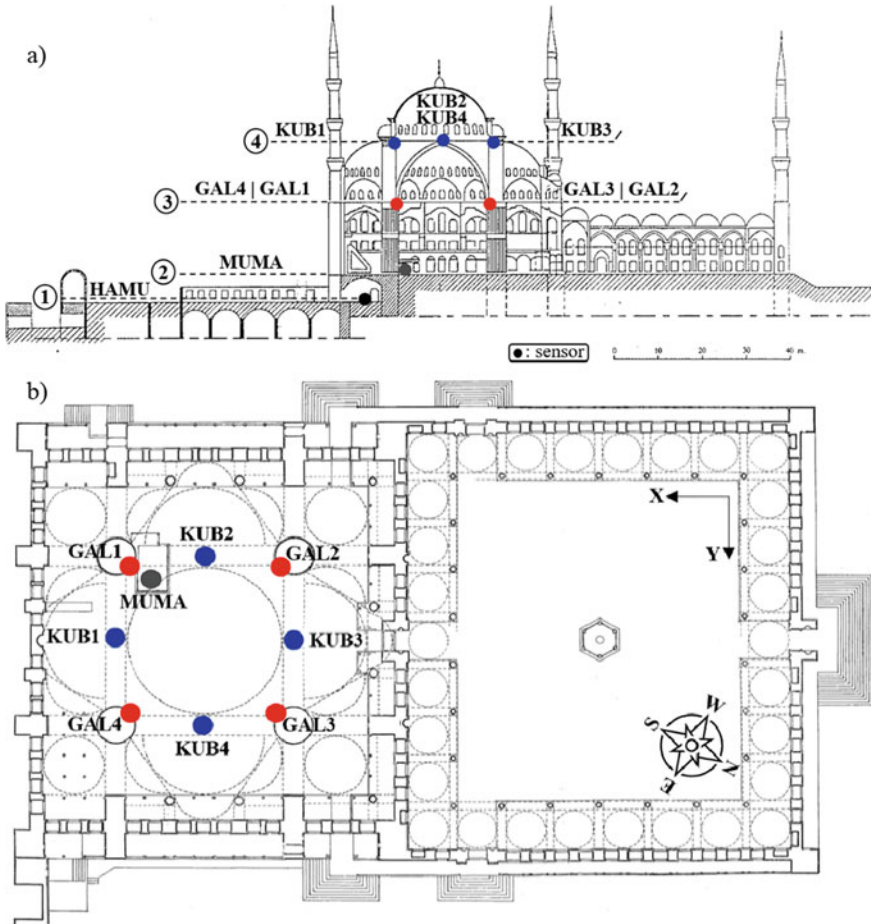 a)
KUB2
KUB4
④ KUB1 KUB3
③ GAL4 | GAL1 GAL3 | GAL2
② MUMA
① HAMU
● : sensor
0 10 20 30 40 m.
b)
X
Y
KUB2
GAL1 GAL2
MUMA
KUB1 KUB3
GAL4 GAL3
KUB4
S W
E N